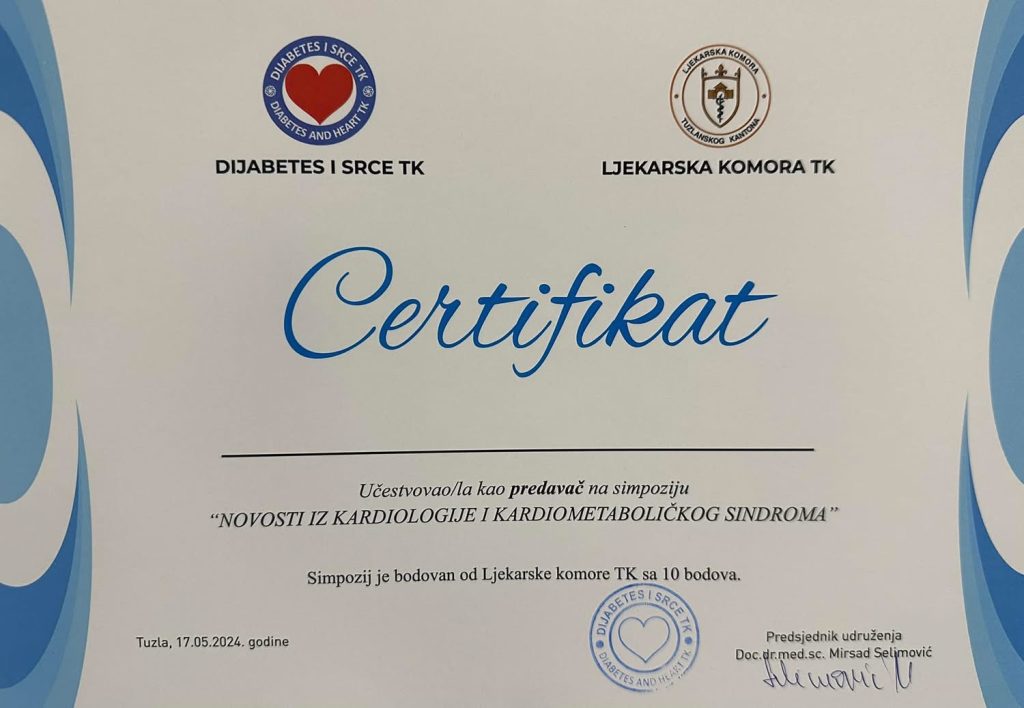 DIJABETES I SRCE TK
DIABETES AND HEART TK
DIJABETES I SRCE TK
LJEKARSKA KOMORA
TUZLANSKOG KANTONA
LJEKARSKA KOMORA TK
Certifikat
Učestvovao/la kao predavač na simpoziju
“NOVOSTI IZ KARDIOLOGIJE I KARDIOMETABOLIČKOG SINDROMA”
Simpozij je bodovan od Ljekarske komore TK sa 10 bodova.
DIJABETES I SRCE TK
DIABETES AND HEART TK
Tuzla, 17.05.2024. godine
Predsjednik udruženja
Doc.dr.med.sc. Mirsad Selimović
Selimović M